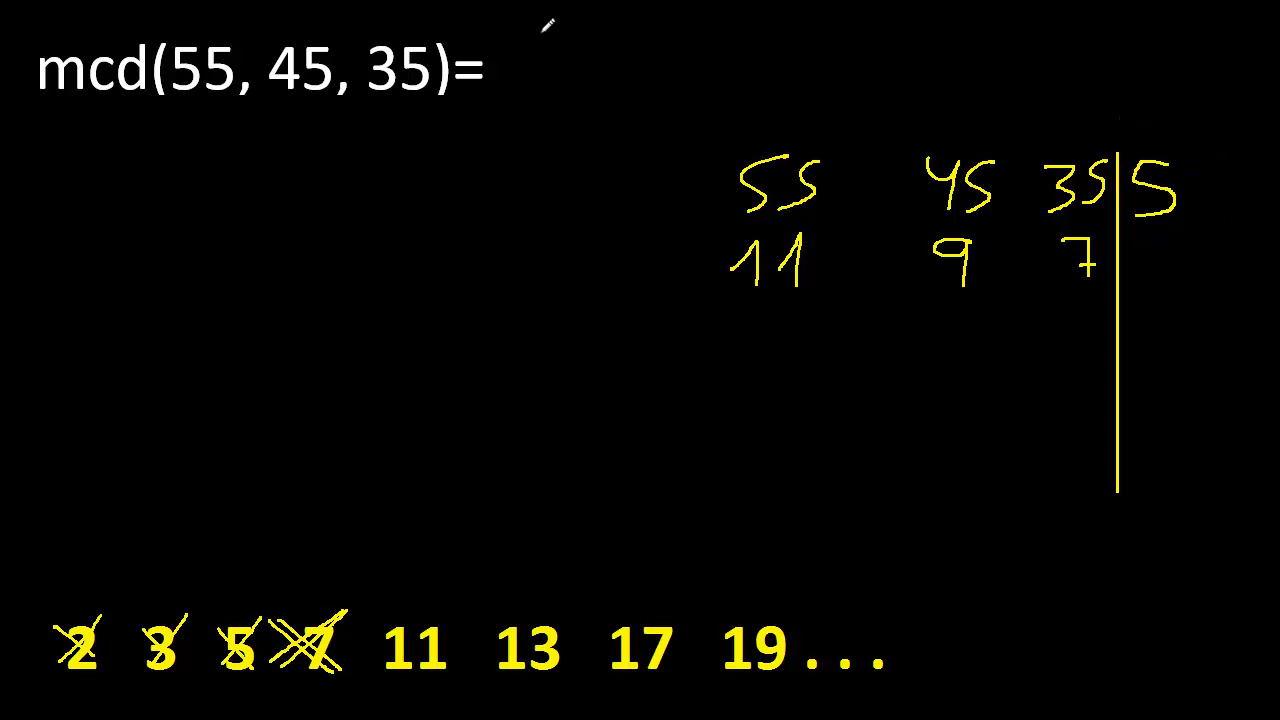 mcd(55, 45, 35)=
55 45 35 5
11 9 7
2 3 5 7 11 13 17 19 . . .